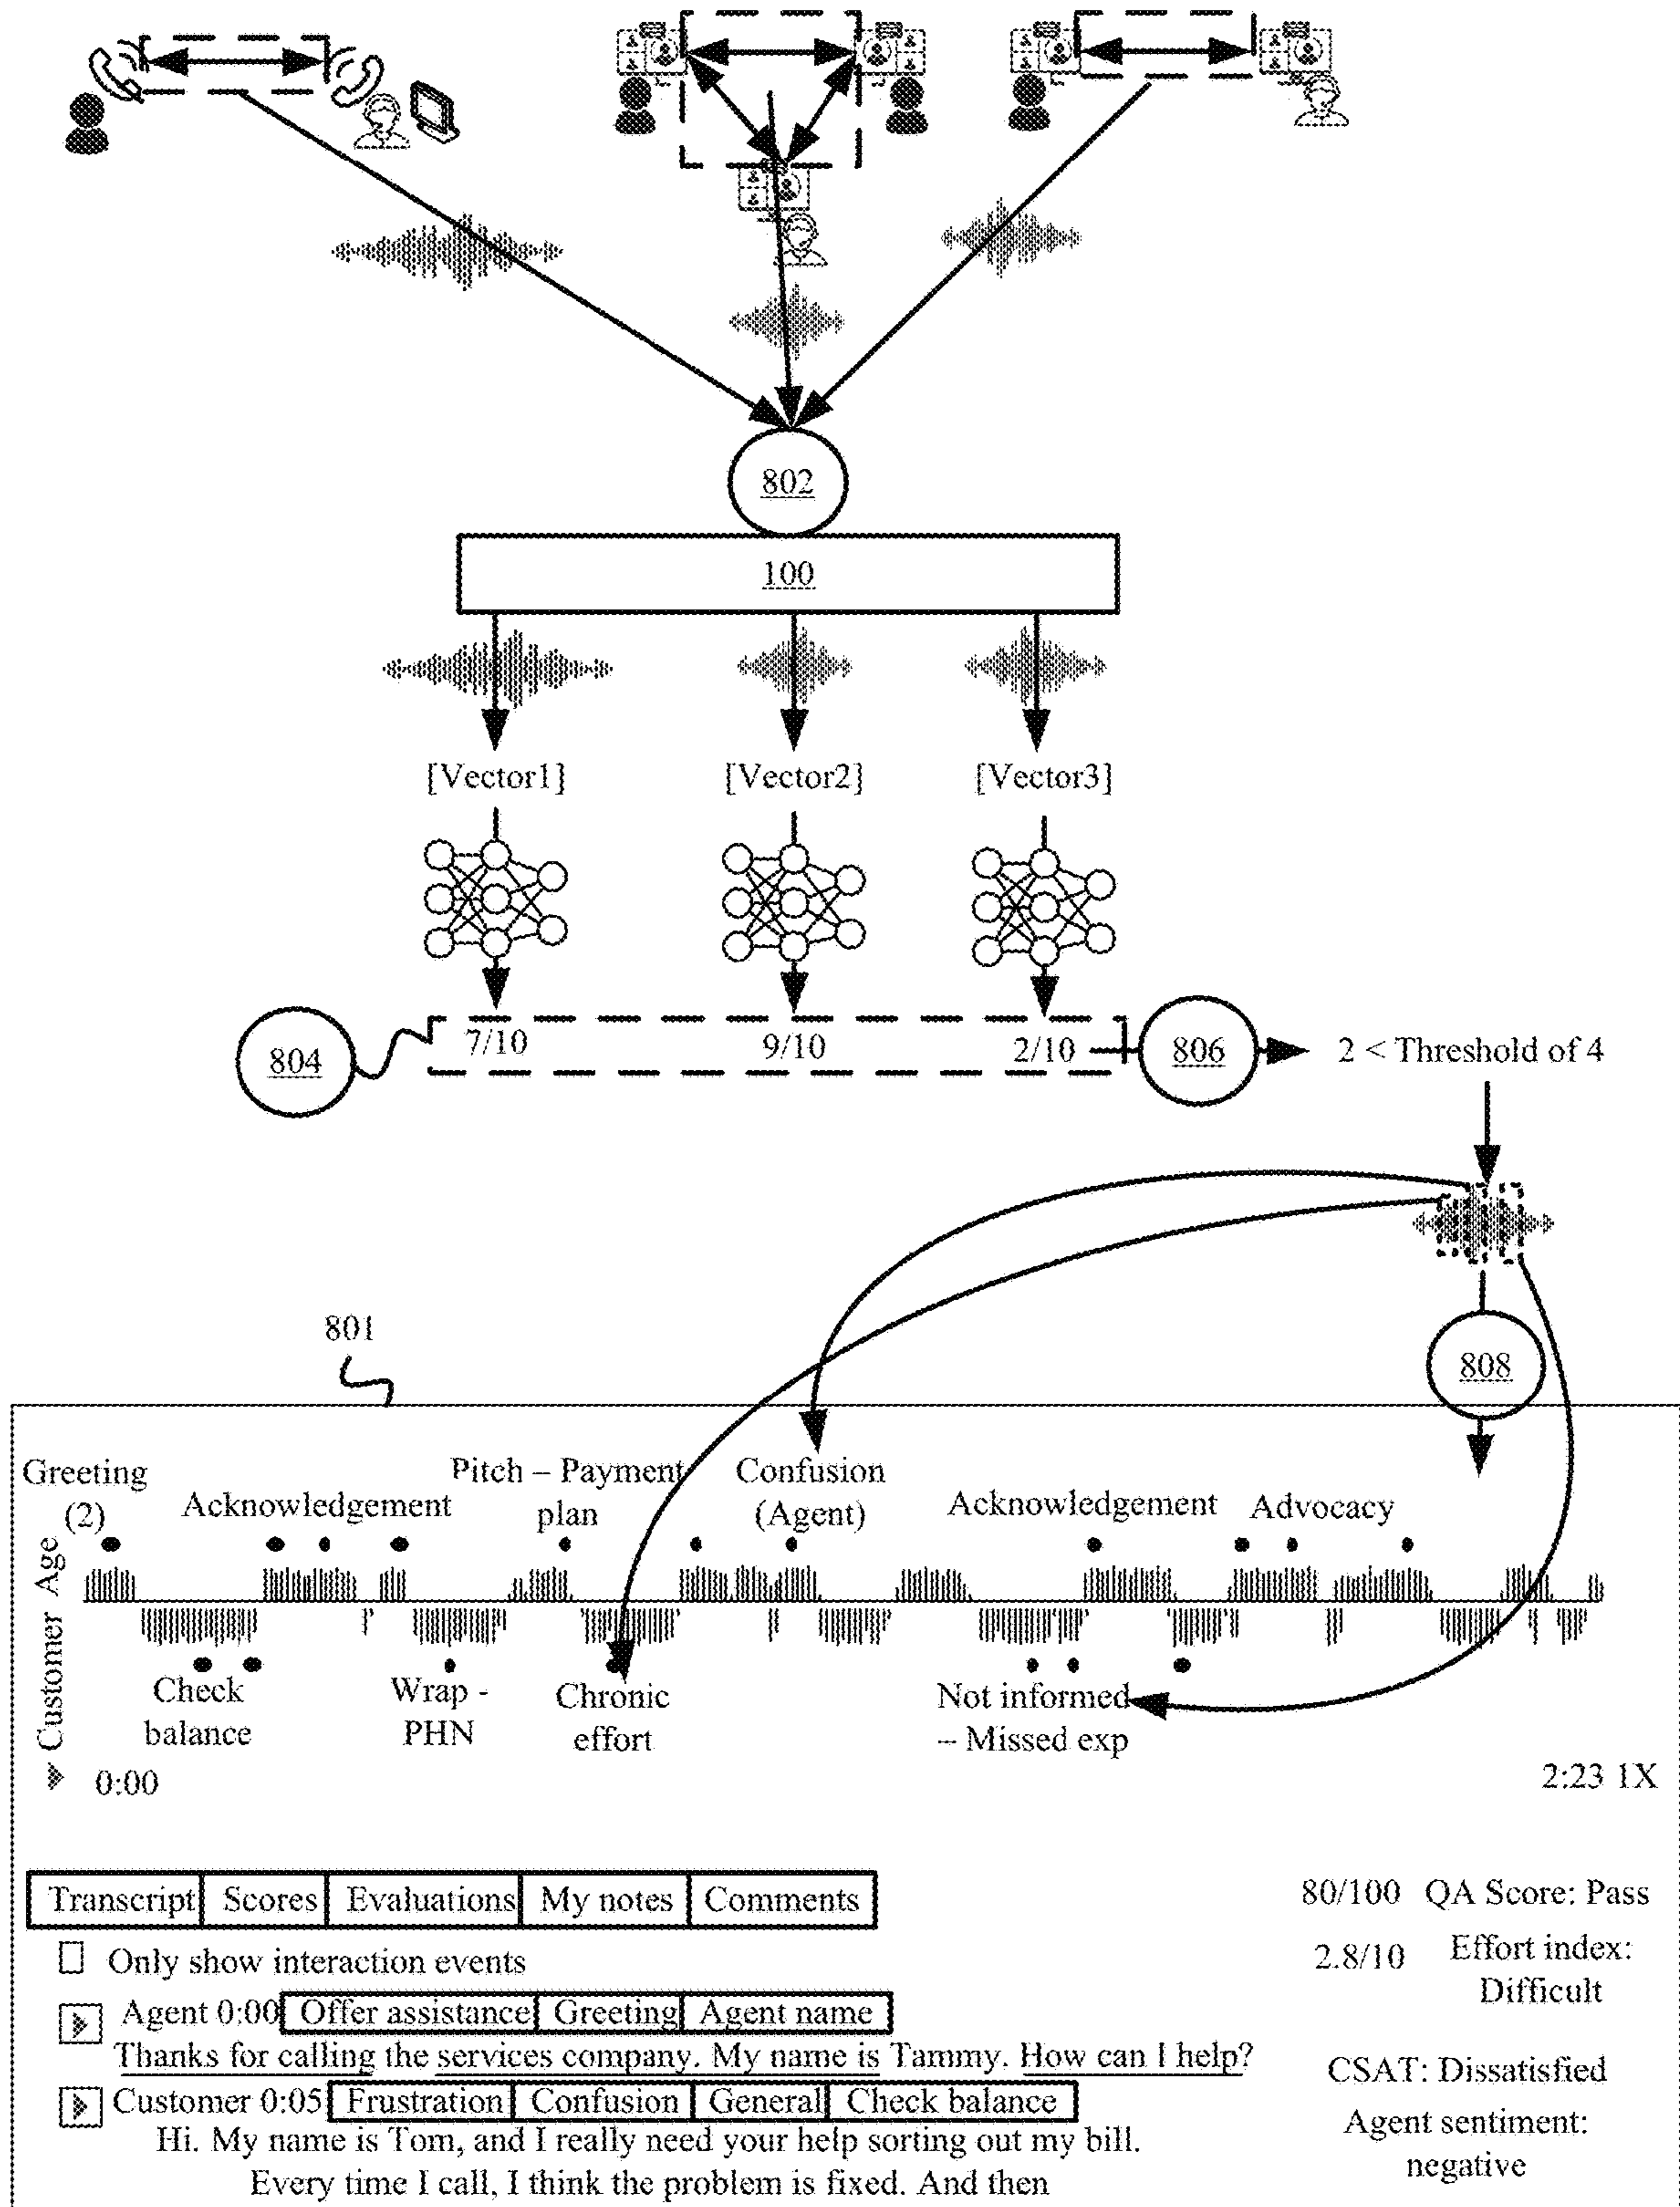 802
100
[Vector1] [Vector2] [Vector3]
804 7/10 9/10 2/10 806 2 < Threshold of 4
801
808
Greeting
(2)
Acknowledgement
Pitch – Payment
plan
Confusion
(Agent)
Acknowledgement
Advocacy
Customer Age
Check
balance
Wrap -
PHN
Chronic
effort
Not informed
– Missed exp
0:00
2:23 1X
Transcript Scores Evaluations My notes Comments
80/100 QA Score: Pass
Only show interaction events
2.8/10 Effort index:
Difficult
Agent 0:00 Offer assistance Greeting Agent name
Thanks for calling the services company. My name is Tammy. How can I help?
CSAT: Dissatisfied
Customer 0:05 Frustration Confusion General Check balance
Agent sentiment:
negative
Hi. My name is Tom, and I really need your help sorting out my bill.
Every time I call, I think the problem is fixed. And then